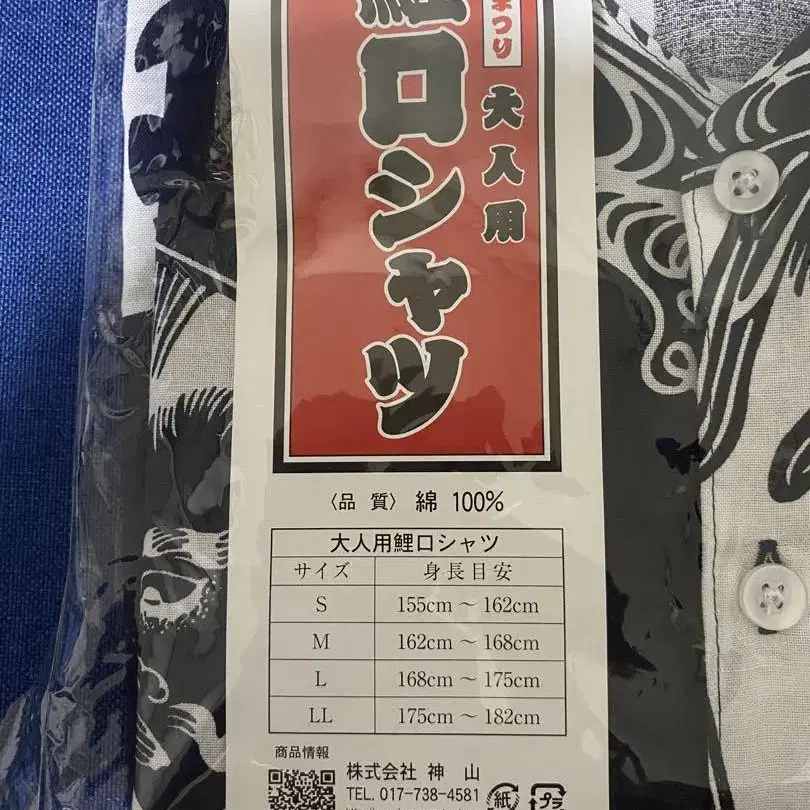 まつり
大人用
鯉口シャツ
〈品 質〉 綿 100%
大人用鯉口シャツ
サイズ 身長目安
S 155cm ～ 162cm
M 162cm ～ 168cm
L 168cm ～ 175cm
LL 175cm ～ 182cm
商品情報
株式会社 神 山
TEL. 017-738-4581
紙
プラ